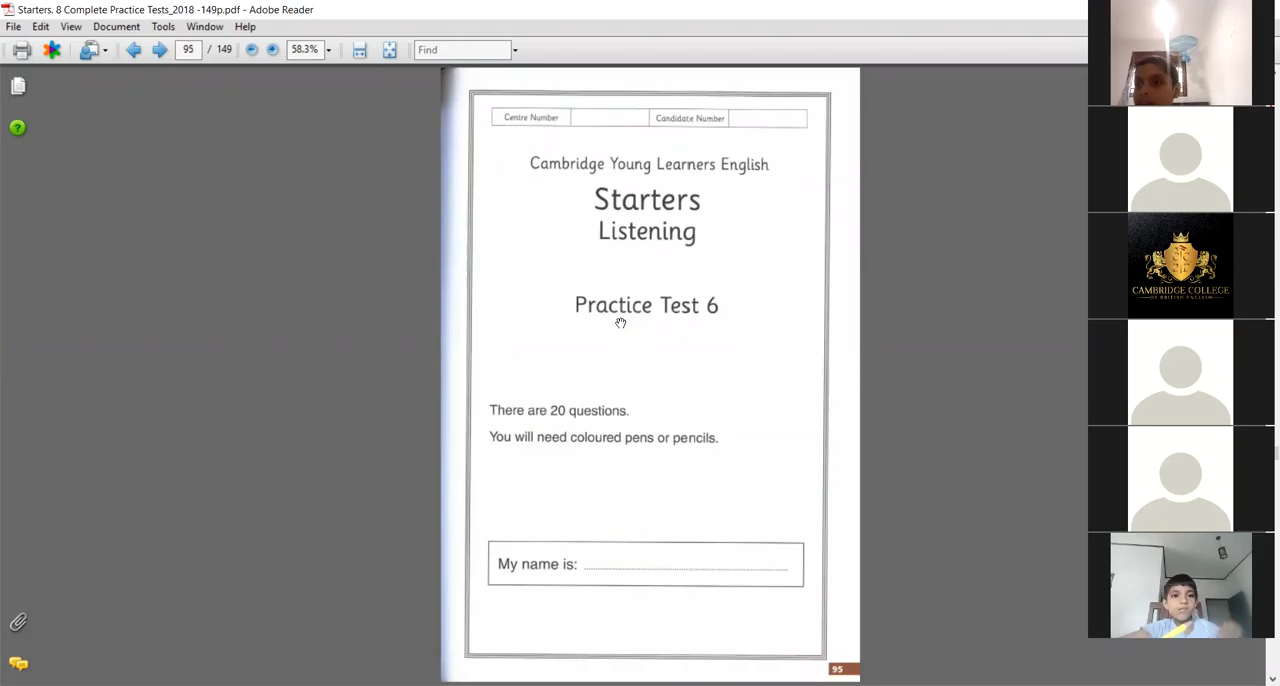 Starters. 8 Complete Practice Tests_2018 -149p.pdf - Adobe Reader
File Edit View Document Tools Window Help
95 / 149 58.3% Find
Centre Number Candidate Number
Cambridge Young Learners English
Starters
Listening
Practice Test 6
There are 20 questions.
You will need coloured pens or pencils.
My name is:
95
CAMBRIDGE COLLEGE
OF BRITISH ENGLISH